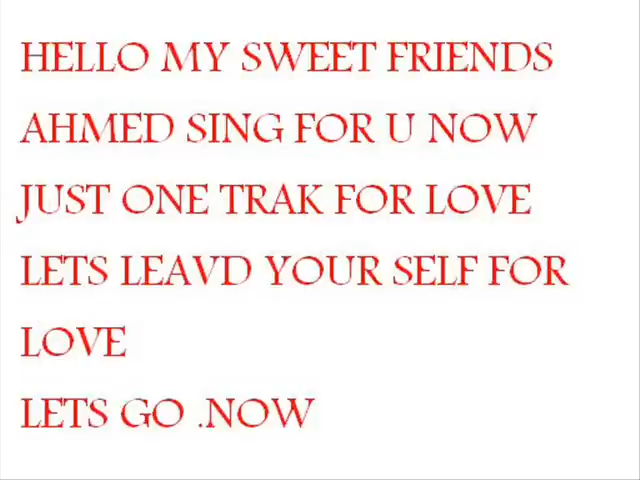 HELLO MY SWEET FRIENDS
AHMED SING FOR U NOW
JUST ONE TRAK FOR LOVE
LETS LEAVD YOUR SELF FOR
LOVE
LETS GO .NOW